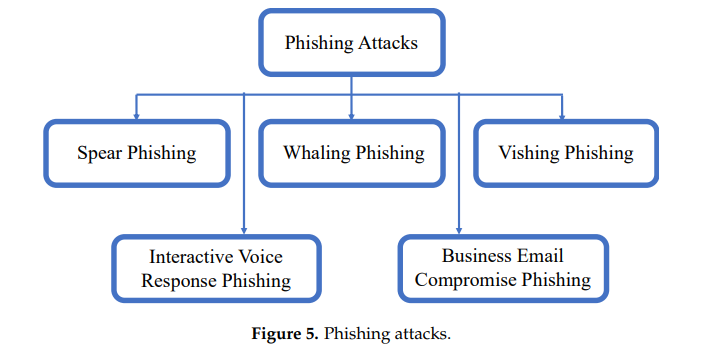 Phishing Attacks
Spear Phishing
Whaling Phishing
Vishing Phishing
Interactive Voice
Response Phishing
Business Email
Compromise Phishing
Figure 5. Phishing attacks.